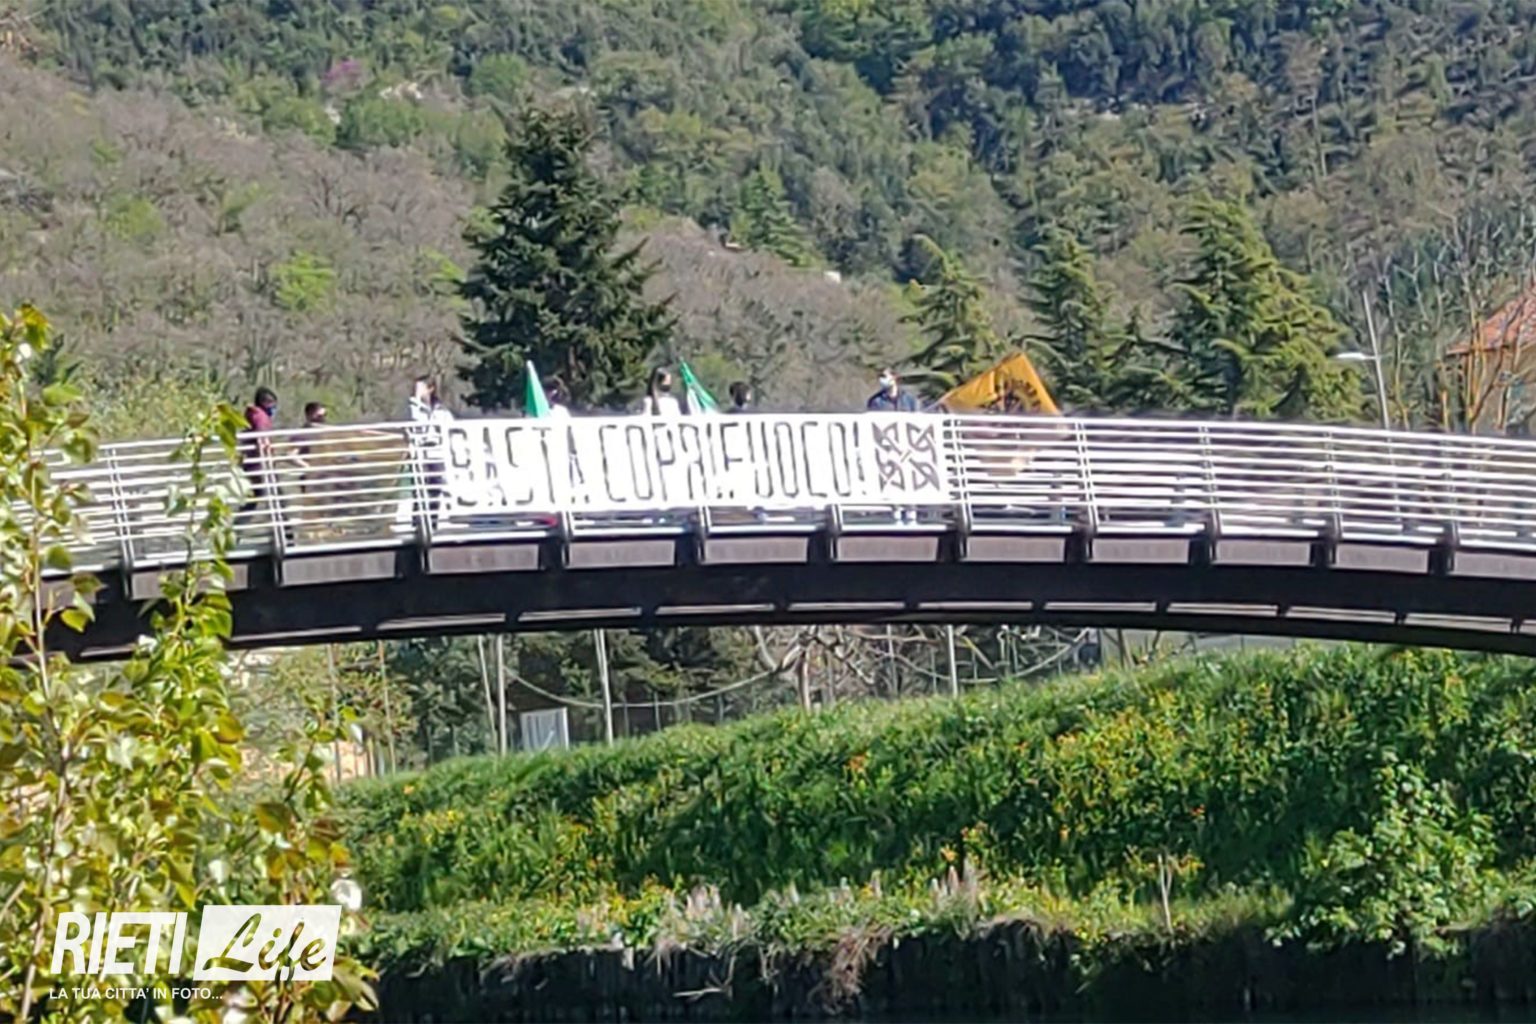 BASTA COPRIFUOCO!
RIETI Life
LA TUA CITTA' IN FOTO...